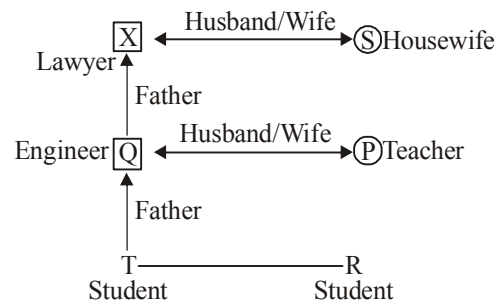 Husband/Wife
X S Housewife
Lawyer
Father
Husband/Wife
Engineer Q P Teacher
Father
T R
Student Student